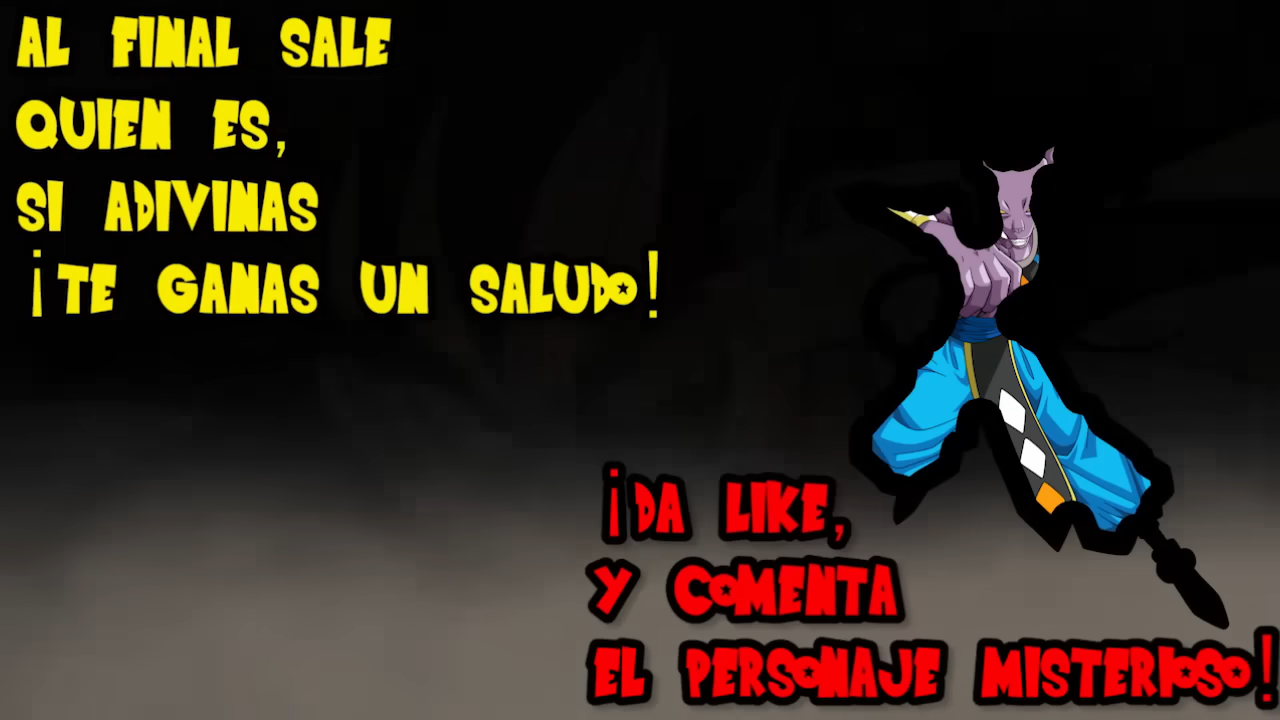 AL FINAL SALE
QUIEN ES,
SI ADIVINAS
¡TE GANAS UN SALUDO!
¡DA LIKE,
Y COMENTA
EL PERSONAJE MISTERIOSO!